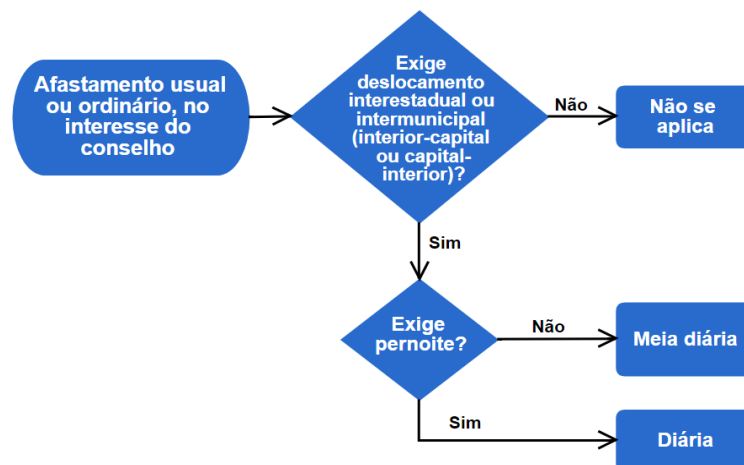 Afastamento usual
ou ordinário, no
interesse do
conselho
Exige
deslocamento
interestadual ou
intermunicipal
(interior-capital
ou capital-
interior)?
Não
Não se
aplica
Sim
Exige
pernoite?
Não
Meia diária
Sim
Diária